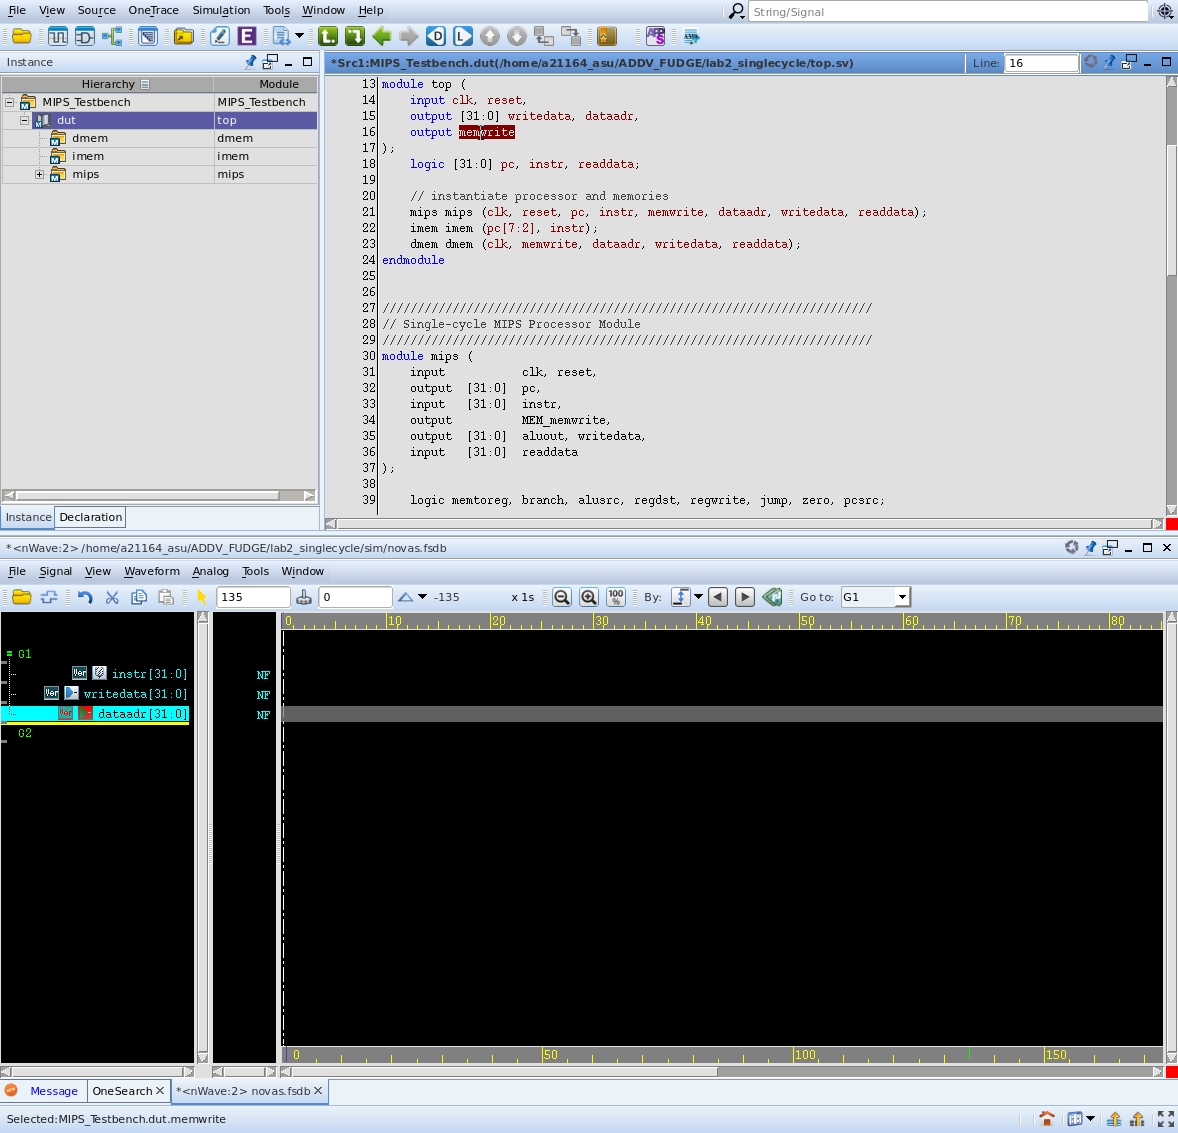 File View Source OneTrace Simulation Tools Window Help
String/Signal
Instance
*Src1:MIPS_Testbench.dut(/home/a21164_asu/ADDV_FUDGE/lab2_singlecycle/top.sv)
Line: 16
Hierarchy Module
MIPS_Testbench MIPS_Testbench
dut top
dmem dmem
imem imem
mips mips
Instance Declaration
13 module top (
14 input clk, reset,
15 output [31:0] writedata, dataadr,
16 output memwrite
17 );
18 logic [31:0] pc, instr, readdata;
19
20 // instantiate processor and memories
21 mips mips (clk, reset, pc, instr, memwrite, dataadr, writedata, readdata);
22 imem imem (pc[7:2], instr);
23 dmem dmem (clk, memwrite, dataadr, writedata, readdata);
24 endmodule
25
26
27 //////////////////////////////////////////////////////////////////////
28 // Single-cycle MIPS Processor Module
29 //////////////////////////////////////////////////////////////////////
30 module mips (
31 input clk, reset,
32 output [31:0] pc,
33 input [31:0] instr,
34 output MEM_memwrite,
35 output [31:0] aluout, writedata,
36 input [31:0] readdata
37 );
38
39 logic memtoreg, branch, alusrc, regdst, regwrite, jump, zero, pcsrc;
*<nWave:2> /home/a21164_asu/ADDV_FUDGE/lab2_singlecycle/sim/novas.fsdb
File Signal View Waveform Analog Tools Window
135 0 -135 x 1s 100 % By: Go to: G1
0 10 20 30 40 50 60 70 80
G1
instr[31:0] NF
writedata[31:0] NF
dataadr[31:0] NF
G2
0 50 100 150
Message OneSearch *<nWave:2> novas.fsdb
Selected:MIPS_Testbench.dut.memwrite